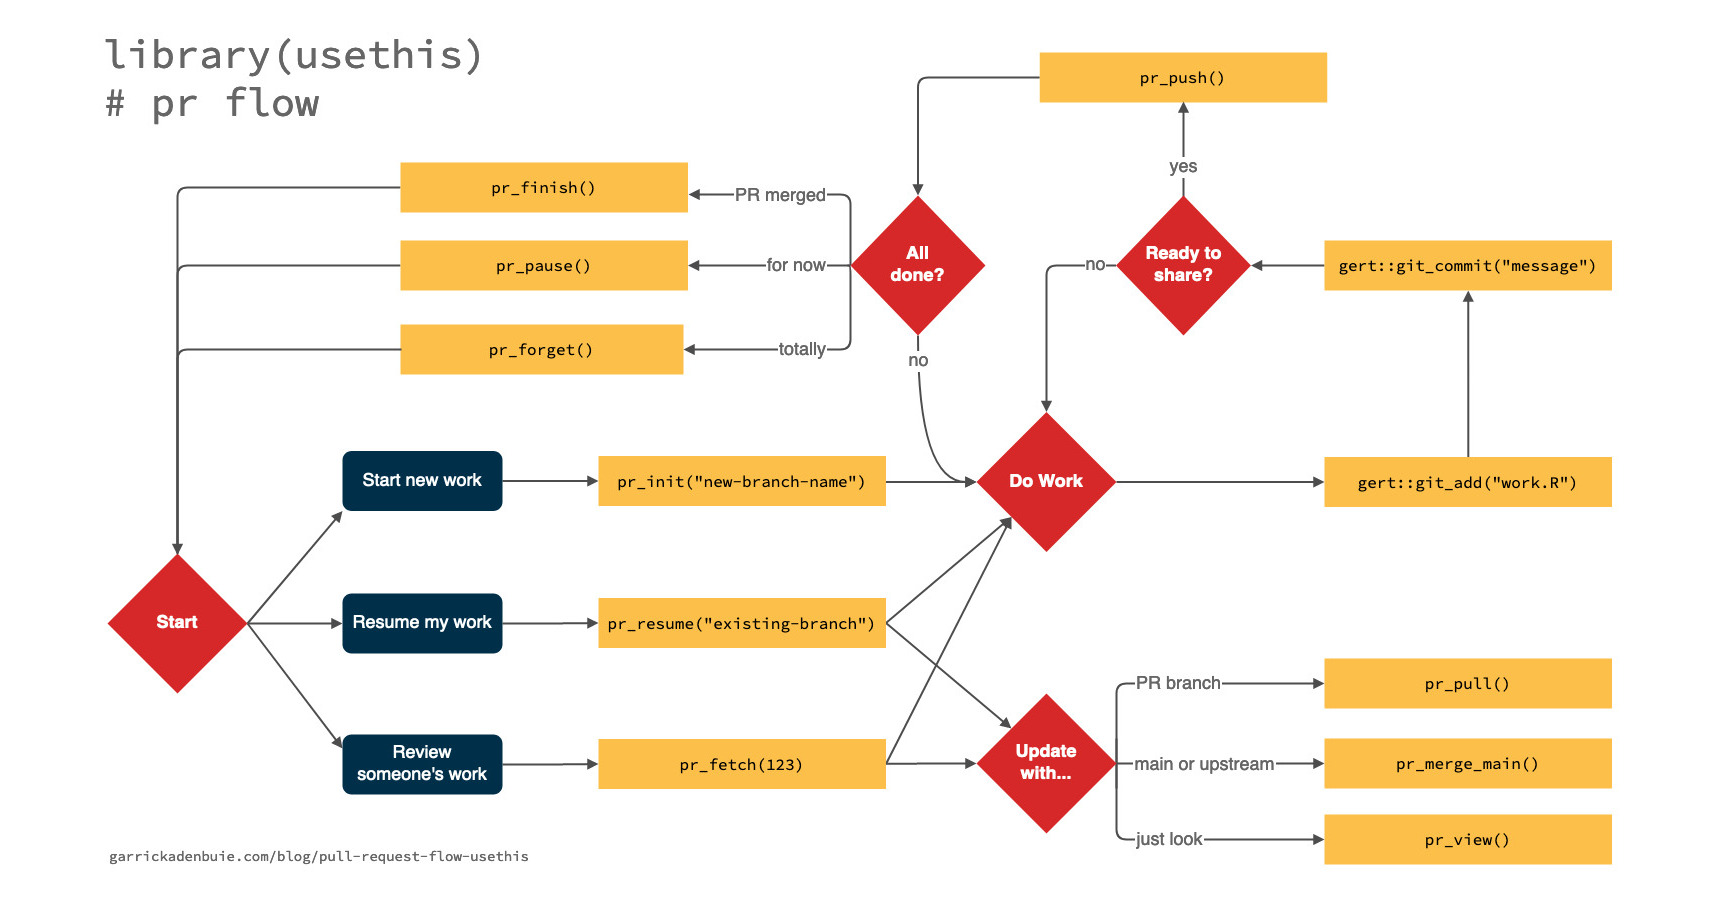 library(usethis)
# pr flow
pr_push()
yes
pr_finish()
PR merged
All
done?
Ready to
share?
pr_pause()
for now
no
gert::git_commit("message")
pr_forget()
totally
no
Start new work
pr_init("new-branch-name")
Do Work
gert::git_add("work.R")
Start
Resume my work
pr_resume("existing-branch")
PR branch
pr_pull()
Review
someone's work
pr_fetch(123)
Update
with...
main or upstream
pr_merge_main()
just look
pr_view()
garrickadenbuie.com/blog/pull-request-flow-usethis